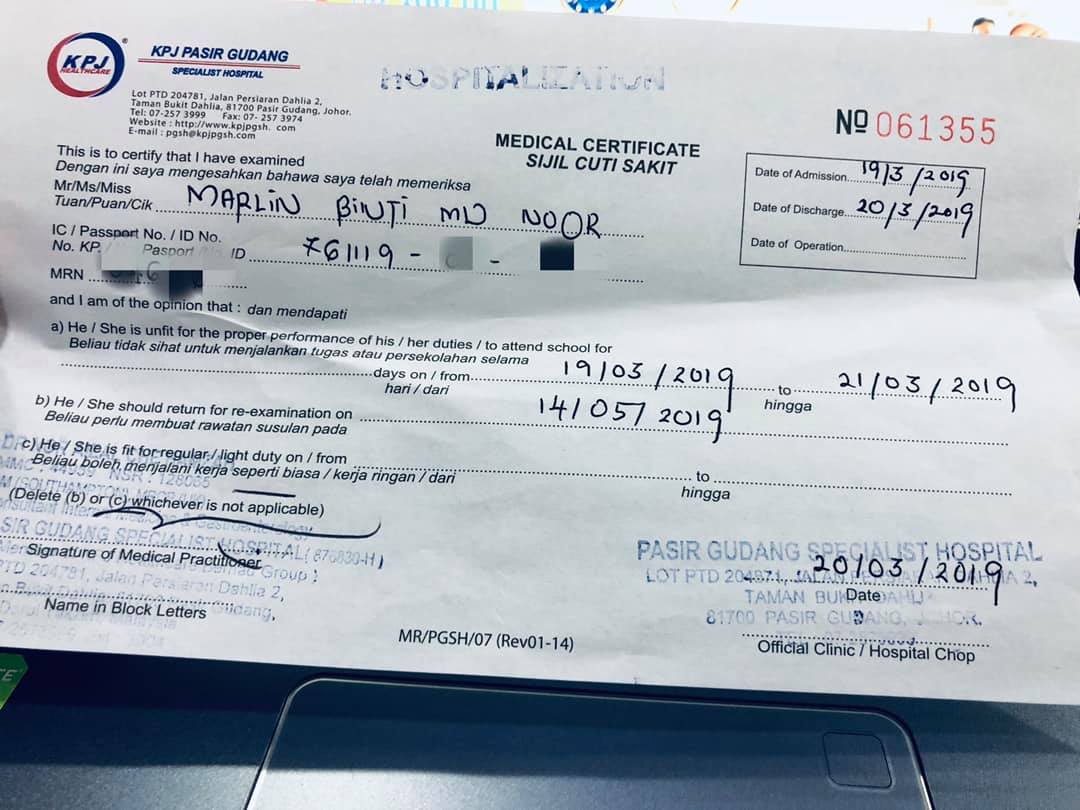 KPJ
HEALTHCARE
KPJ PASIR GUDANG
SPECIALIST HOSPITAL
Lot PTD 204781, Jalan Persiaran Dahlia 2,
Taman Bukit Dahlia, 81700 Pasir Gudang, Johor.
Tel: 07-257 3999 Fax: 07- 257 3974
Website : http://www.kpjpgsh. com
E-mail : pgsh@kpjpgsh.com
HOSPITALIZATION
Nº 061355
MEDICAL CERTIFICATE
SIJIL CUTI SAKIT
Date of Admission 19/3/2019
Date of Discharge 20/3/2019
Date of Operation
This is to certify that I have examined
Dengan ini saya mengesahkan bahawa saya telah memeriksa
Mr/Ms/Miss
Tuan/Puan/Cik MARLIN BINTI MD NOOR
IC / Passport No. / ID No.
No. KP. / Pasport ID 761119 - -
MRN
and I am of the opinion that : dan mendapati
a) He / She is unfit for the proper performance of his / her duties / to attend school for
Beliau tidak sihat untuk menjalankan tugas atau persekolahan selama
days on / from 19/03/2019 to 21/03/2019
hari / dari hingga
b) He / She should return for re-examination on 14/05/2019
Beliau perlu membuat rawatan susulan pada
c) He / She is fit for regular / light duty on / from to
Beliau boleh menjalani kerja seperti biasa / kerja ringan / dari hingga
(Delete (b) or (c) whichever is not applicable)
NSR : 128065
PASIR GUDANG SPECIALIST HOSPITAL (876830-H)
Signature of Medical Practitioner Group)
PTD 204781, Jalan Persiaran Dahlia 2,
Gudang,
Name in Block Letters
MR/PGSH/07 (Rev01-14)
PASIR GUDANG SPECIALIST HOSPITAL
LOT PTD 204871, JALAN 2,
20/03/2019
TAMAN BUKIT DAHLIA
Date
81700 PASIR GUDANG, JOHOR.
Official Clinic / Hospital Chop